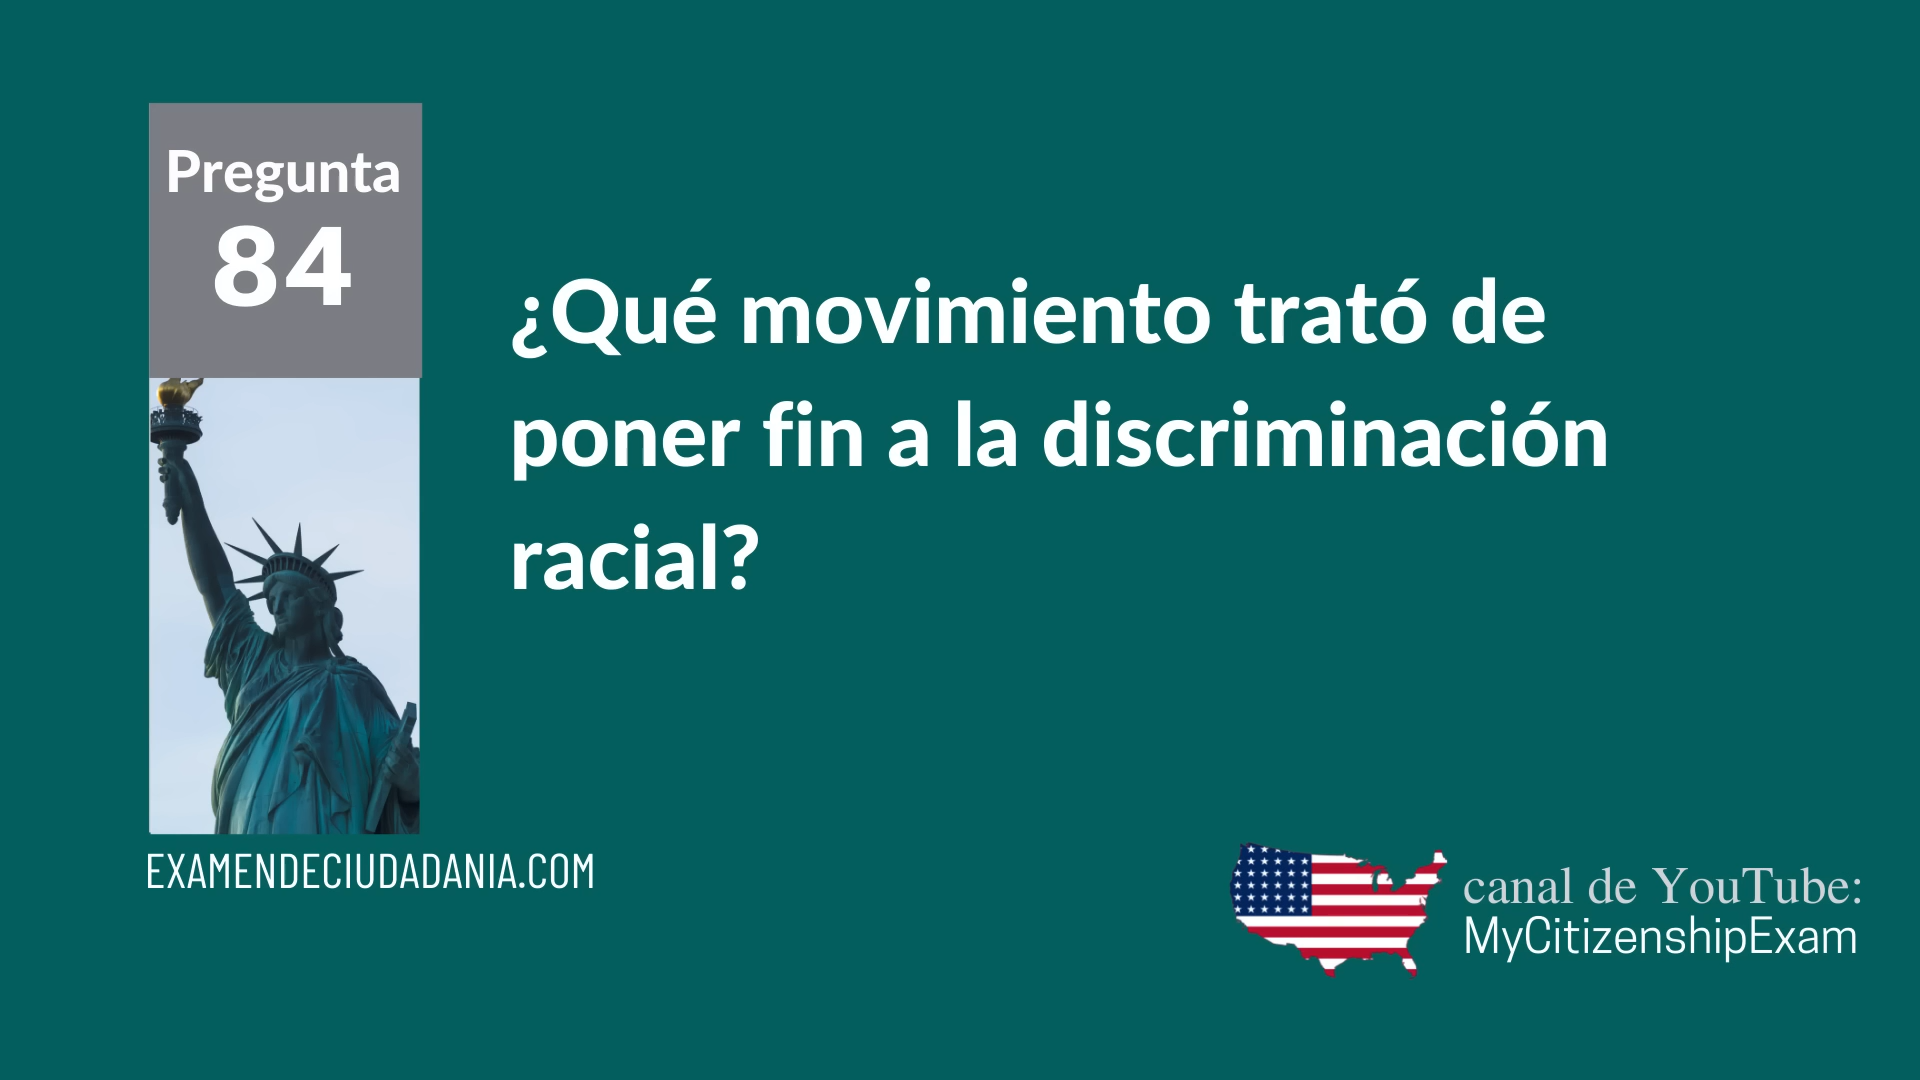 Pregunta
84
¿Qué movimiento trató de
poner fin a la discriminación
racial?
EXAMENDECIUDADANIA.COM
canal de YouTube:
MyCitizenshipExam